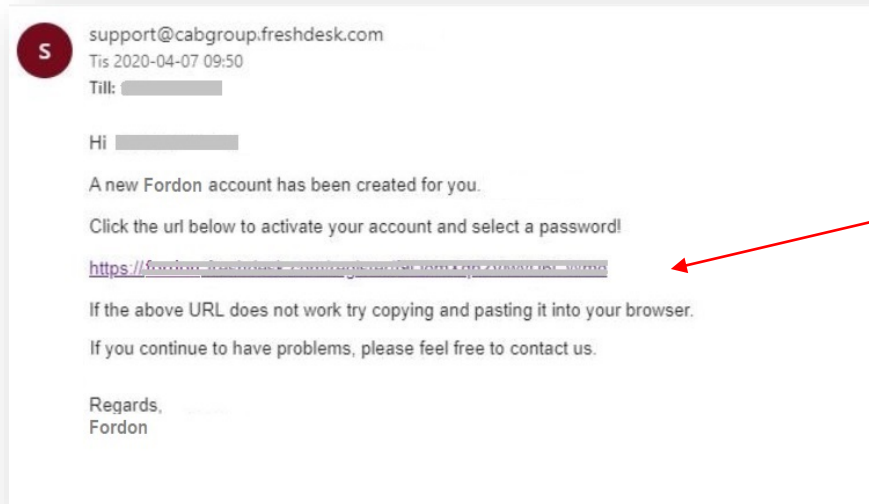 S
support@cabgroup.freshdesk.com
Tis 2020-04-07 09:50
Till:
Hi
A new Fordon account has been created for you.
Click the url below to activate your account and select a password!
https://
If the above URL does not work try copying and pasting it into your browser.
If you continue to have problems, please feel free to contact us.
Regards,
Fordon